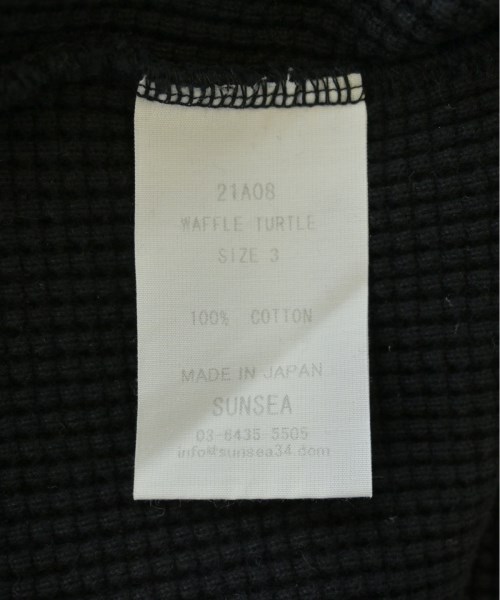 21A08
WAFFLE TURTLE
SIZE 3
100% COTTON
MADE IN JAPAN
SUNSEA
03-6435-5505
info@sunsea34.com